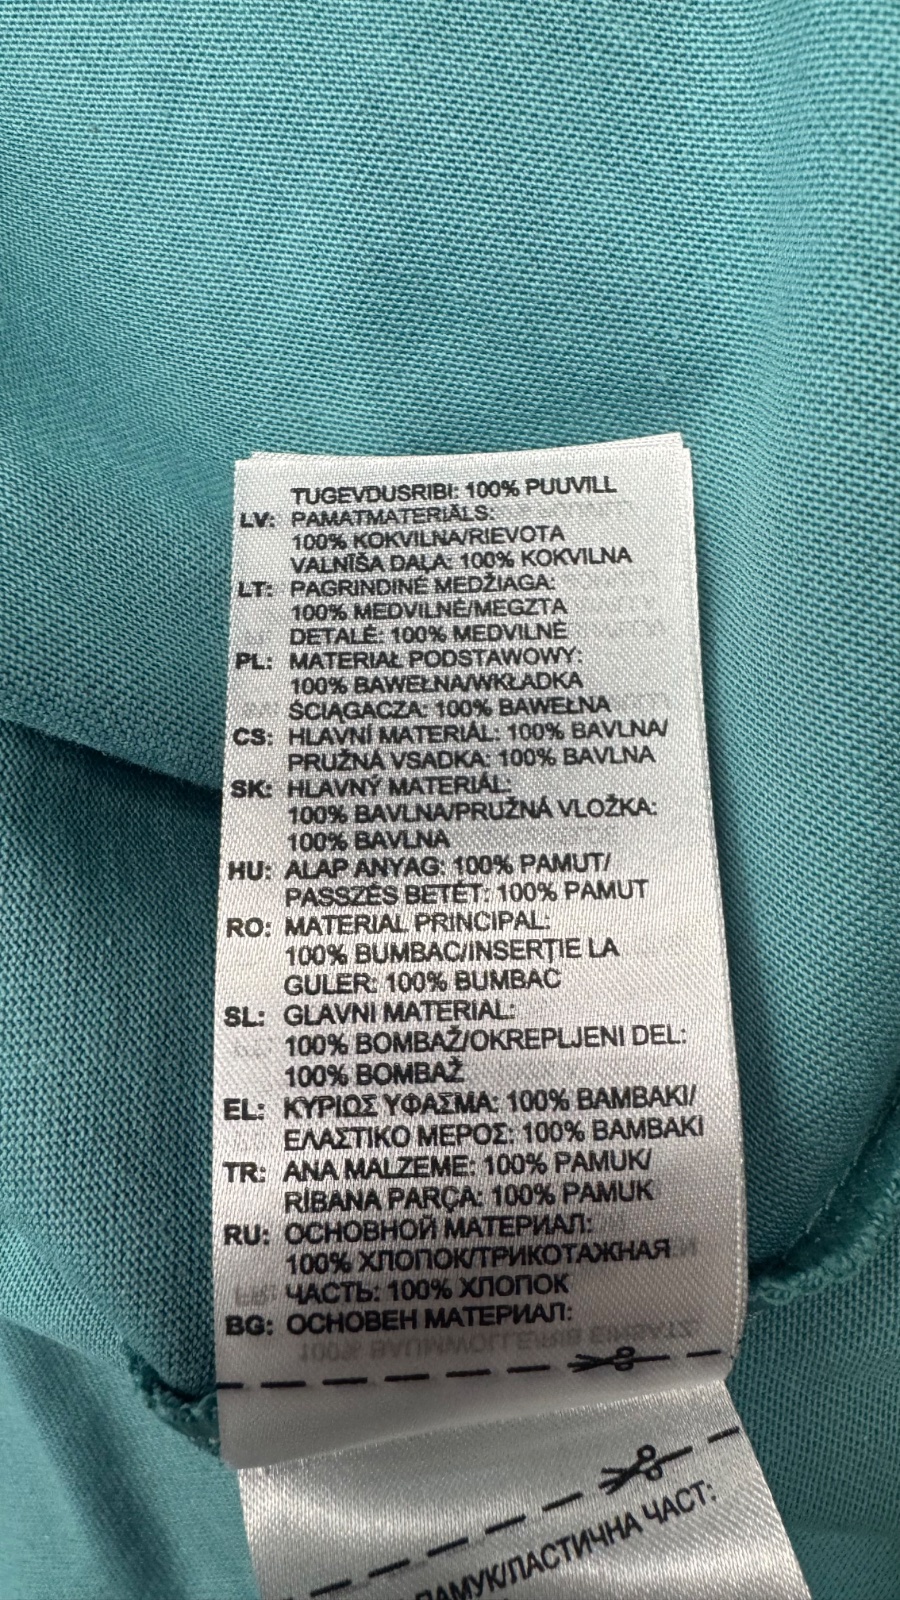 TUGEVDUSRIBI: 100% PUUVILL
LV: PAMATMATERIĀLS:
100% KOKVILNA/RIEVOTA
VALNĪŠA DAĻA: 100% KOKVILNA
LT: PAGRINDINĖ MEDŽIAGA:
100% MEDVILNĖ/MEGZTA
DETALĖ: 100% MEDVILNĖ
PL: MATERIAŁ PODSTAWOWY:
100% BAWEŁNA/WKŁADKA
ŚCIĄGACZA: 100% BAWEŁNA
CS: HLAVNÍ MATERIÁL: 100% BAVLNA/
PRUŽNÁ VSADKA: 100% BAVLNA
SK: HLAVNÝ MATERIÁL:
100% BAVLNA/PRUŽNÁ VLOŽKA:
100% BAVLNA
HU: ALAP ANYAG: 100% PAMUT/
PASSZÉS BETÉT: 100% PAMUT
RO: MATERIAL PRINCIPAL:
100% BUMBAC/INSERŢIE LA
GULER: 100% BUMBAC
SL: GLAVNI MATERIAL:
100% BOMBAŽ/OKREPLJENI DEL:
100% BOMBAŽ
EL: ΚΥΡΙΟΣ ΥΦΑΣΜΑ: 100% ΒΑΜΒΑΚΙ/
ΕΛΑΣΤΙΚΟ ΜΕΡΟΣ: 100% ΒΑΜΒΑΚΙ
TR: ANA MALZEME: 100% PAMUK/
RİBANA PARÇA: 100% PAMUK
RU: ОСНОВНОЙ МАТЕРИАЛ:
100% ХЛОПОК/ТРИКОТАЖНАЯ
ЧАСТЬ: 100% ХЛОПОК
BG: ОСНОВЕН МАТЕРИАЛ:
ПАМУК/ЛАСТИЧНА ЧАСТ: